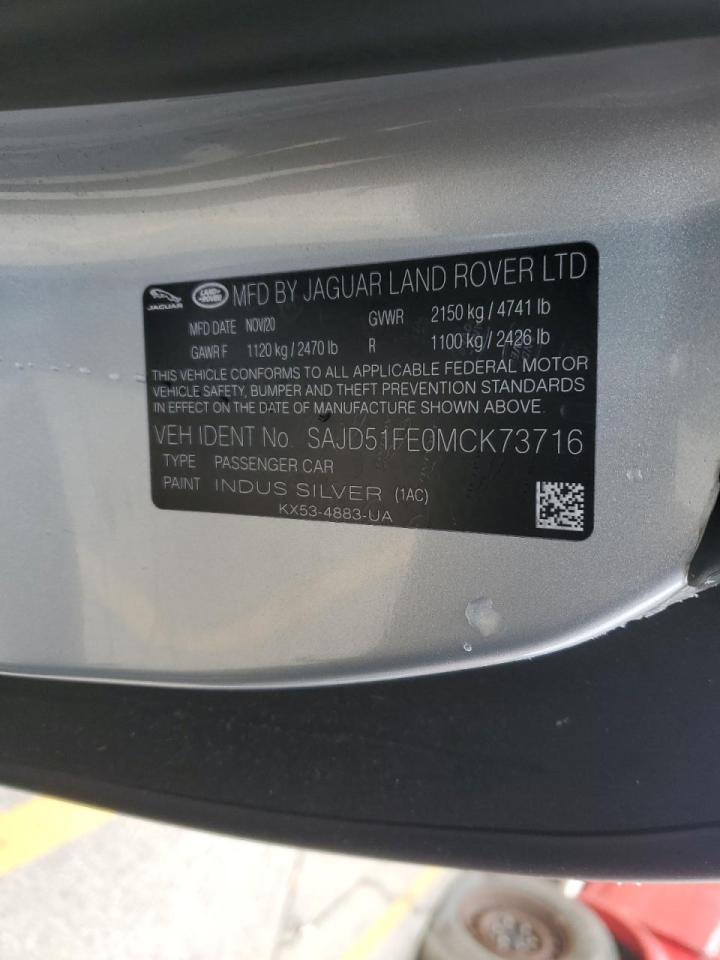 JAGUAR LAND ROVER MFD BY JAGUAR LAND ROVER LTD
MFD DATE NOV/20 GVWR 2150 kg / 4741 lb
GAWR F 1120 kg / 2470 lb R 1100 kg / 2426 lb
THIS VEHICLE CONFORMS TO ALL APPLICABLE FEDERAL MOTOR
VEHICLE SAFETY, BUMPER AND THEFT PREVENTION STANDARDS
IN EFFECT ON THE DATE OF MANUFACTURE SHOWN ABOVE.
VEH IDENT No. SAJD51FE0MCK73716
TYPE PASSENGER CAR
PAINT INDUS SILVER (1AC)
KX53-4883-UA